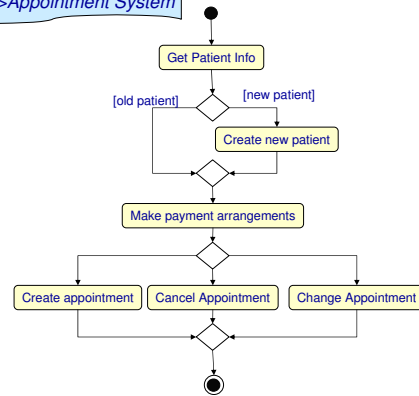 >Appointment System
Get Patient Info
[old patient]
[new patient]
Create new patient
Make payment arrangements
Create appointment
Cancel Appointment
Change Appointment